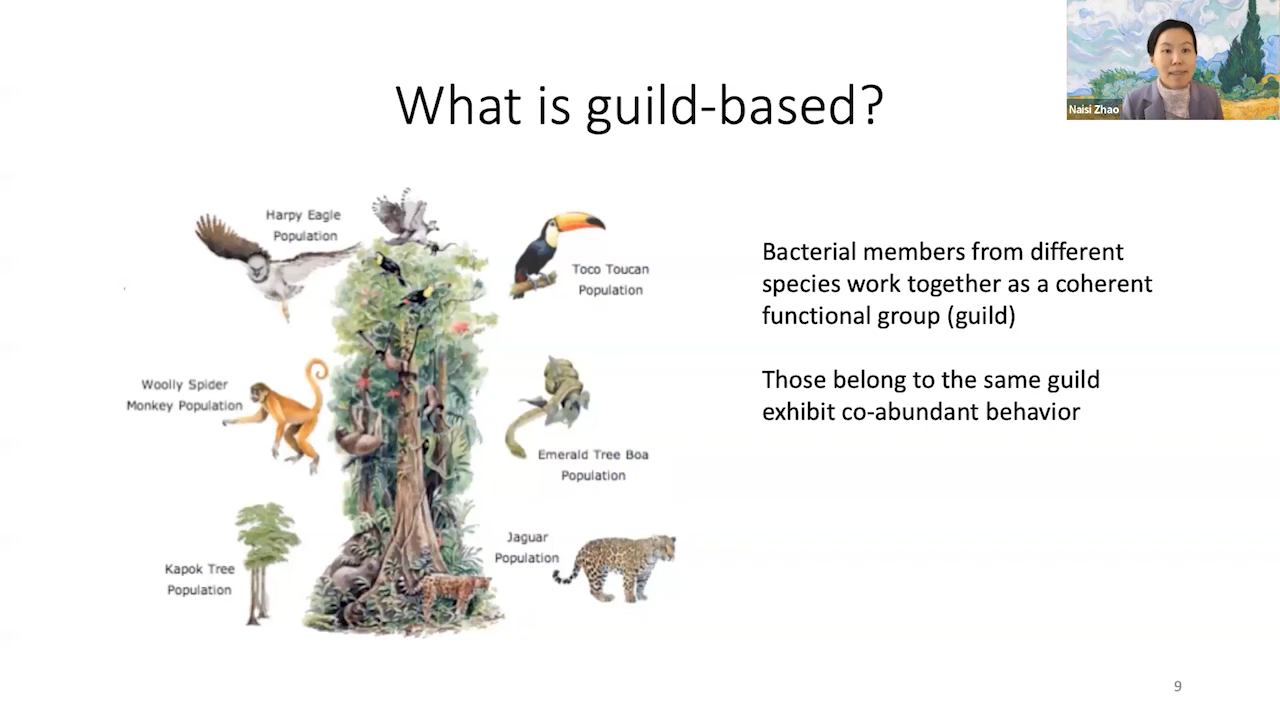 Naisi Zhao
What is guild-based?
Harpy Eagle
Population
Toco Toucan
Population
Woolly Spider
Monkey Population
Emerald Tree Boa
Population
Jaguar
Population
Kapok Tree
Population
Bacterial members from different
species work together as a coherent
functional group (guild)
Those belong to the same guild
exhibit co-abundant behavior
9